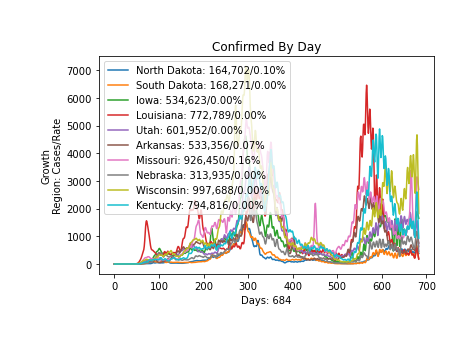 Confirmed By Day
7000
6000
5000
4000
3000
2000
1000
0
Growth
Region: Cases/Rate
North Dakota: 164,702/0.10%
South Dakota: 168,271/0.00%
Iowa: 534,623/0.00%
Louisiana: 772,789/0.00%
Utah: 601,952/0.00%
Arkansas: 533,356/0.07%
Missouri: 926,450/0.16%
Nebraska: 313,935/0.00%
Wisconsin: 997,688/0.00%
Kentucky: 794,816/0.00%
0 100 200 300 400 500 600 700
Days: 684